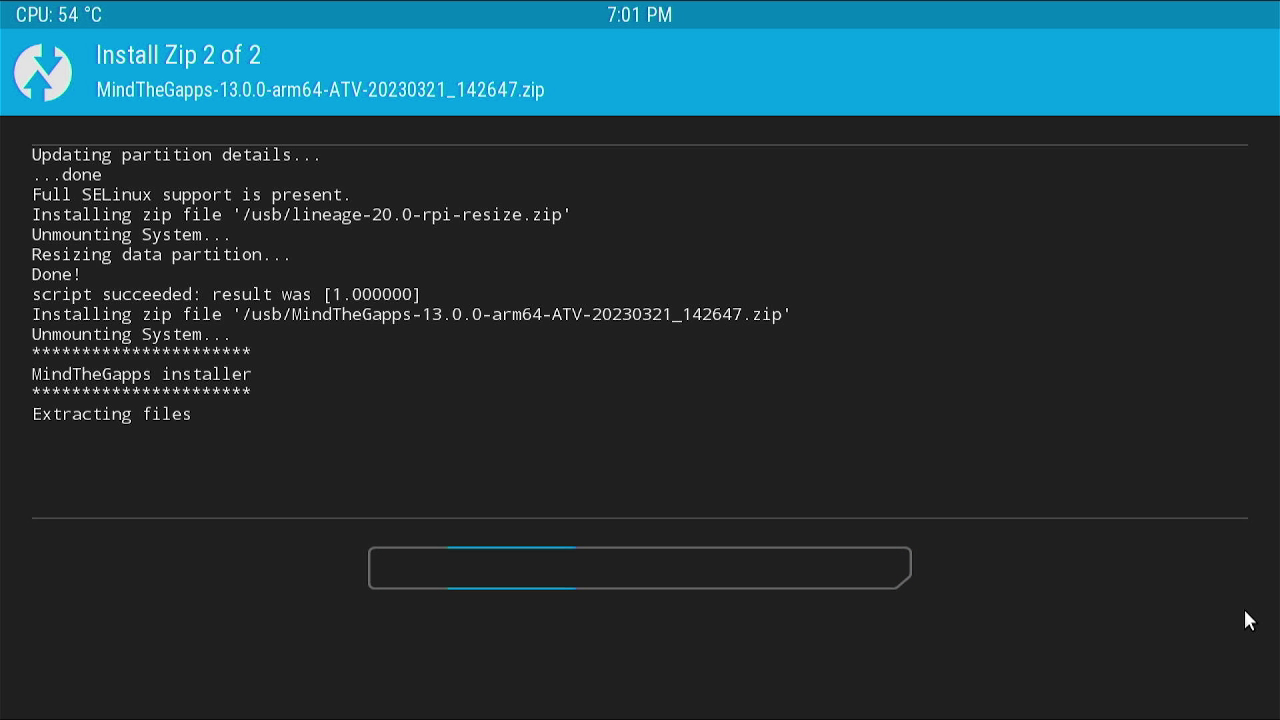 CPU: 54 °C
7:01 PM
Install Zip 2 of 2
MindTheGapps-13.0.0-arm64-ATV-20230321_142647.zip
Updating partition details...
...done
Full SELinux support is present.
Installing zip file '/usb/lineage-20.0-rpi-resize.zip'
Unmounting System...
Resizing data partition...
Done!
script succeeded: result was [1.000000]
Installing zip file '/usb/MindTheGapps-13.0.0-arm64-ATV-20230321_142647.zip'
Unmounting System...
**********************
MindTheGapps installer
**********************
Extracting files